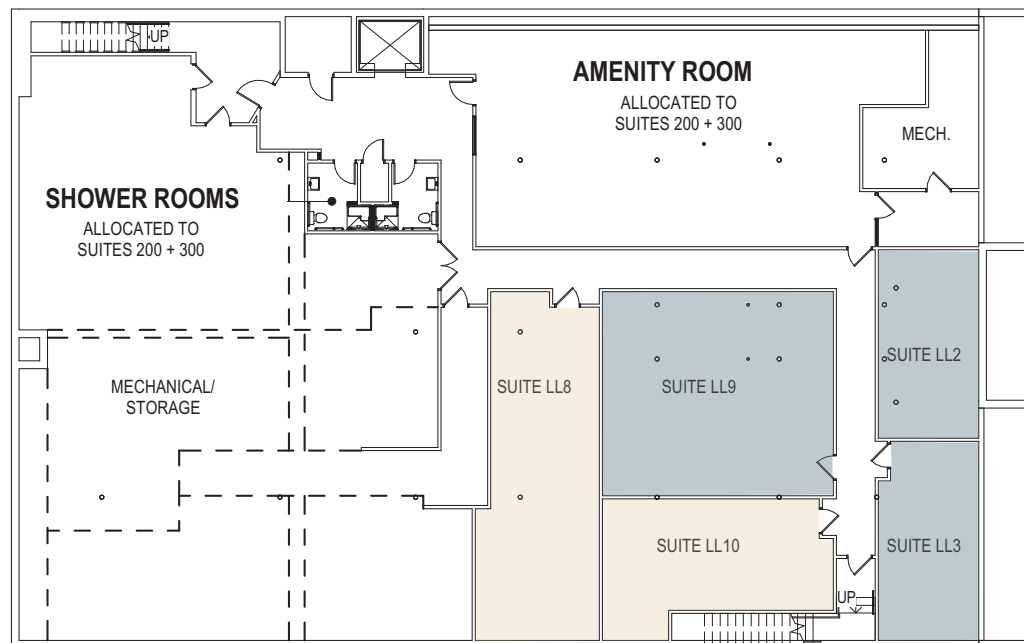 UP
AMENITY ROOM
ALLOCATED TO
SUITES 200 + 300
MECH.
SHOWER ROOMS
ALLOCATED TO
SUITES 200 + 300
MECHANICAL/
STORAGE
SUITE LL8
SUITE LL9
SUITE LL2
SUITE LL10
SUITE LL3
UP